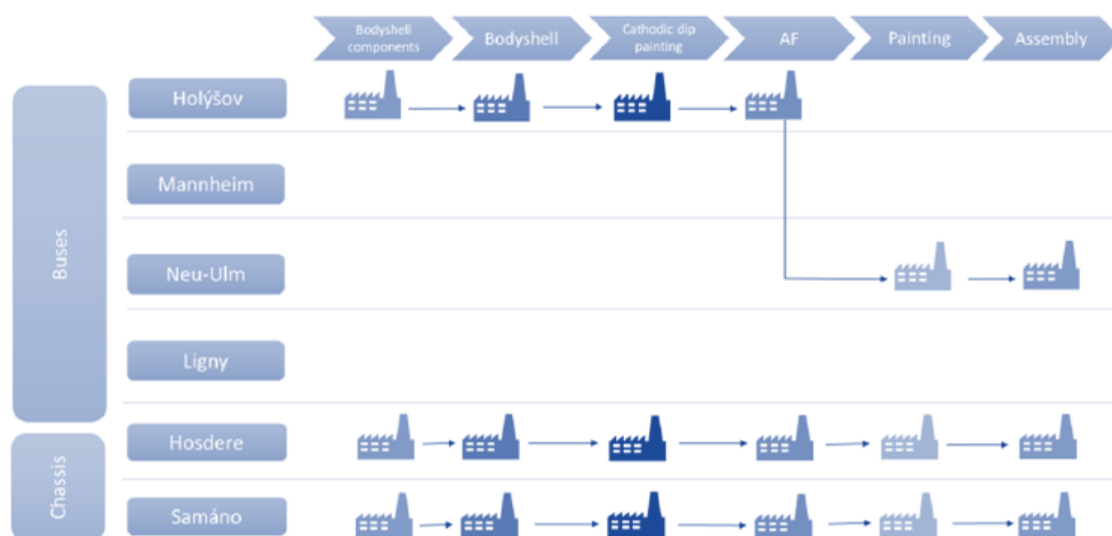 Bodyshell
components
Bodyshell
Cathodic dip
painting
AF
Painting
Assembly
Buses
Holýšov
Mannheim
Neu-Ulm
Ligny
Chassis
Hosdere
Samáno